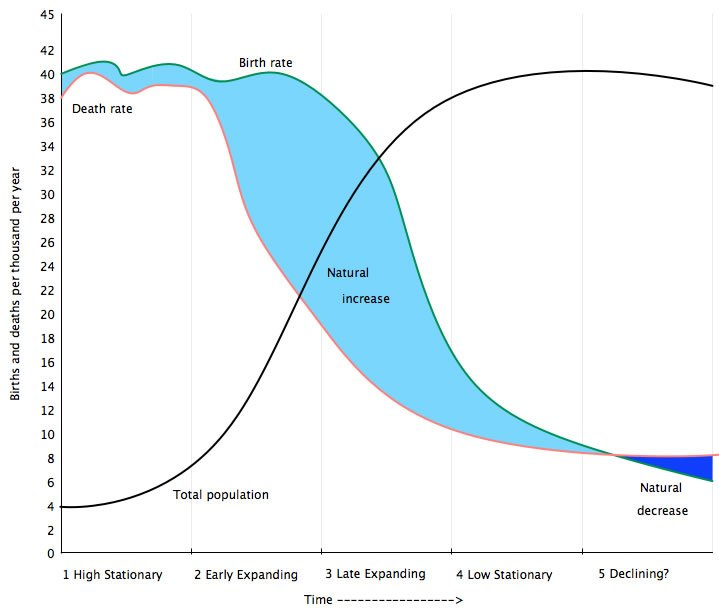 45
42
40
38
36
34
32
30
28
26
24
22
20
18
16
14
12
10
8
6
4
2
0
Births and deaths per thousand per year
Birth rate
Death rate
Natural
increase
Total population
Natural
decrease
1 High Stationary
2 Early Expanding
3 Late Expanding
4 Low Stationary
5 Declining?
Time ----------------->